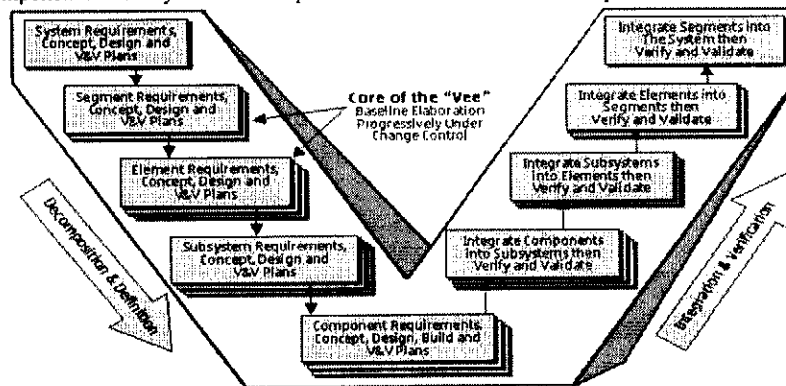 System Requirements,
Concept, Design and
V&V Plans
Segment Requirements,
Concept, Design and
V&V Plans
Element Requirements,
Concept, Design and
V&V Plans
Subsystem Requirements,
Concept, Design and
V&V Plans
Component Requirements,
Concept, Design, Build and
V&V Plans
Decomposition & Definition
Core of the "Vee"
Baseline Elaboration
Progressively Under
Change Control
Integrate Segments into
The System then
Verify and Validate
Integrate Elements into
Segments then
Verify and Validate
Integrate Subsystems
into Elements then
Verify and Validate
Integrate Components
into Subsystems then
Verify and Validate
Integration & Verification